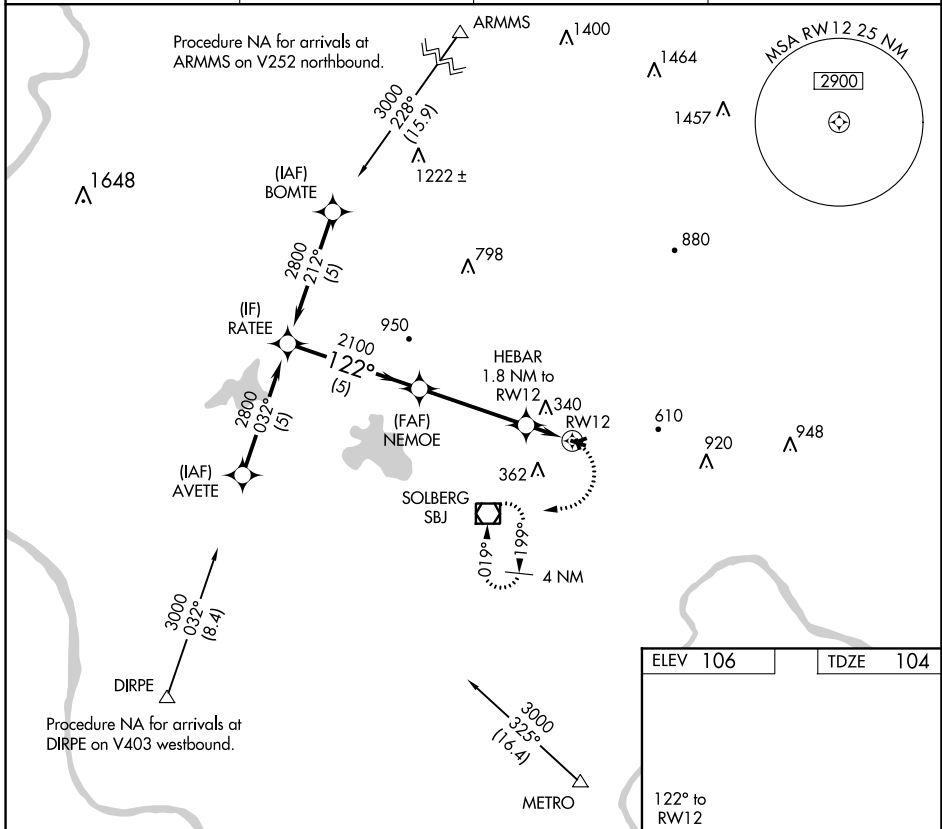 Procedure NA for arrivals at
ARMMS on V252 northbound.
ARMMS
1400
1464
1457
MSA RW12 25 NM
2900
3000
228°
(15.9)
1222 ±
1648
(IAF)
BOMTE
2800
212°
(5)
798
880
(IF)
RATEE
950
2100
122°
(5)
HEBAR
1.8 NM to
RW12
340
RW12
(FAF)
NEMOE
610
920
948
2800
032°
(5)
(IAF)
AVETE
362
SOLBERG
SBJ
019°
199°
4 NM
3000
032°
(8.4)
DIRPE
Procedure NA for arrivals at
DIRPE on V403 westbound.
3000
325°
(16.4)
METRO
ELEV 106
TDZE 104
122° to
RW12